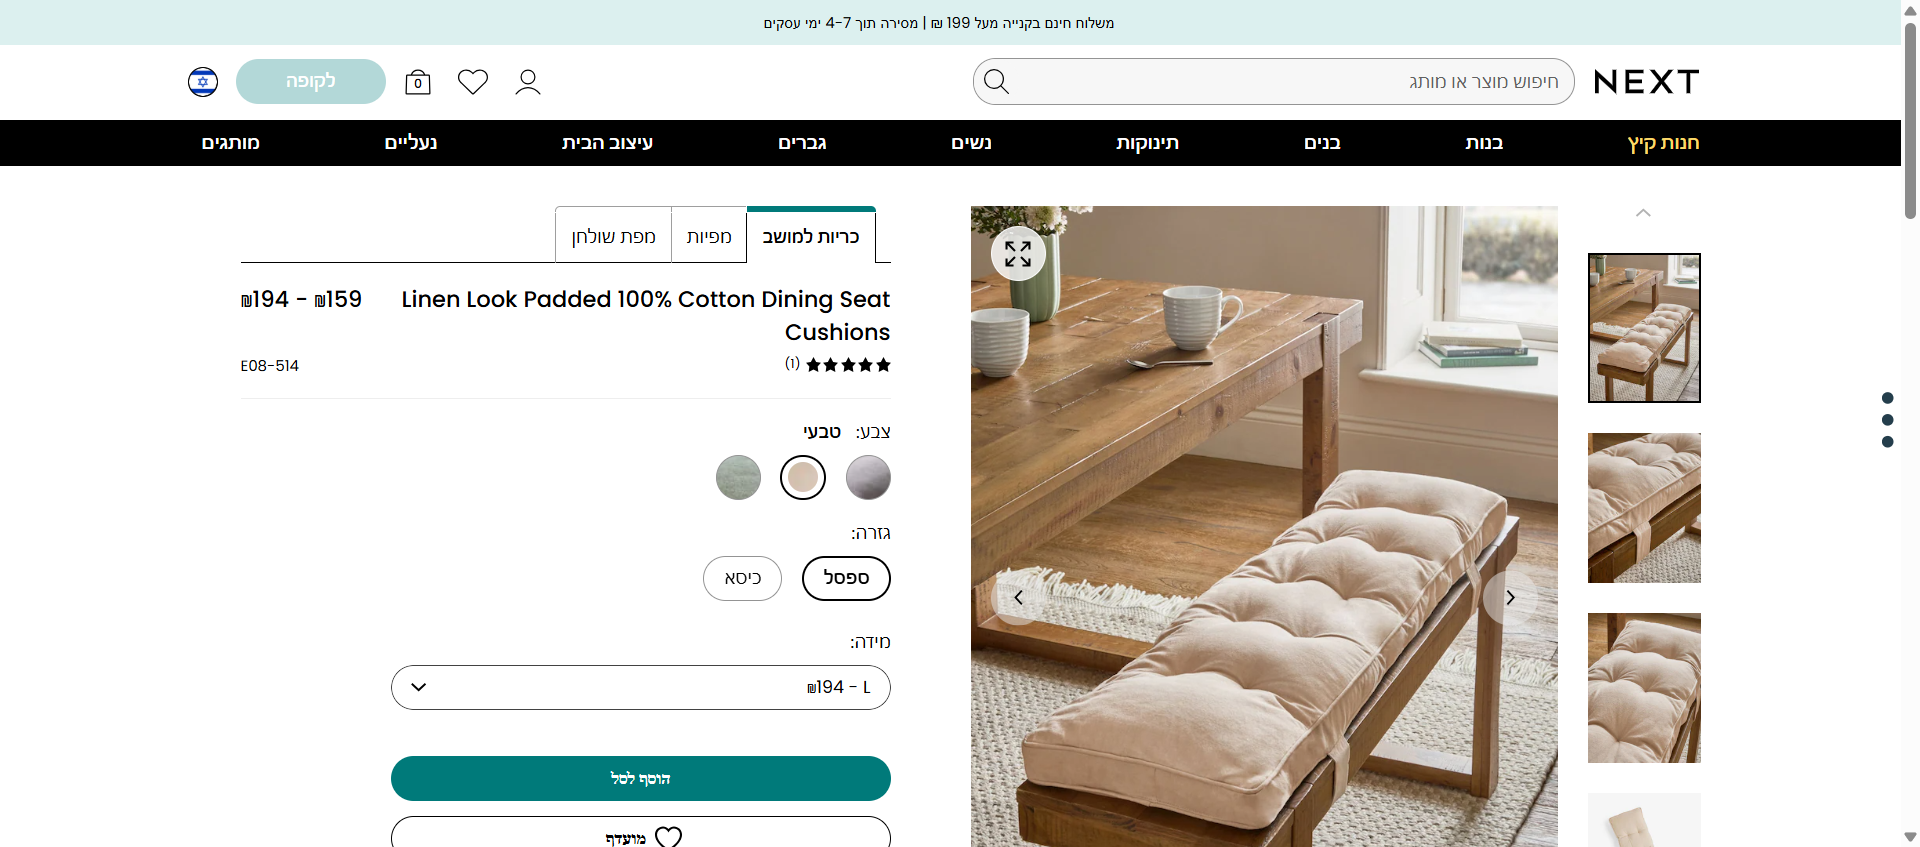 משלוח חינם בקנייה מעל 199 ₪ | מסירה תוך 4-7 ימי עסקים
NEXT
חיפוש מוצר או מותג
0
לקופה
חנות קיץ
בנות
בנים
תינוקות
נשים
גברים
עיצוב הבית
נעליים
מותגים
כריות למושב
מפיות
מפת שולחן
Linen Look Padded 100% Cotton Dining Seat
Cushions
₪159 - ₪194
(1)
E08-514
צבע: טבעי
גזרה:
ספסל
כיסא
מידה:
L - ₪194
הוסף לסל
מועדף